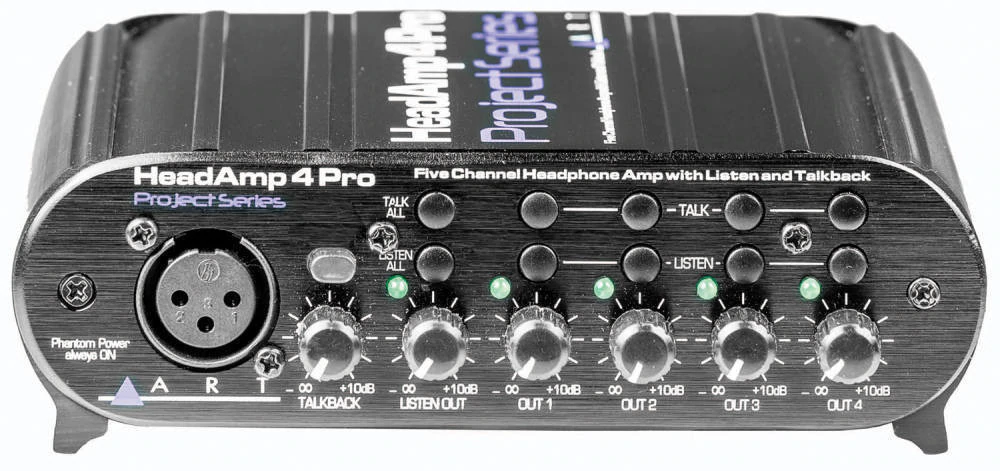 HeadAmp4Pro
ProjectSeries
ART
HeadAmp 4 Pro
Five Channel Headphone Amp with Listen and Talkback
Project Series
TALK ALL
TALK
LISTEN ALL
LISTEN
2 3 1
Phantom Power
always ON
ART
-∞ +10dB
TALKBACK
-∞ +10dB
LISTEN OUT
-∞ +10dB
OUT 1
-∞ +10dB
OUT 2
-∞ +10dB
OUT 3
-∞ +10dB
OUT 4